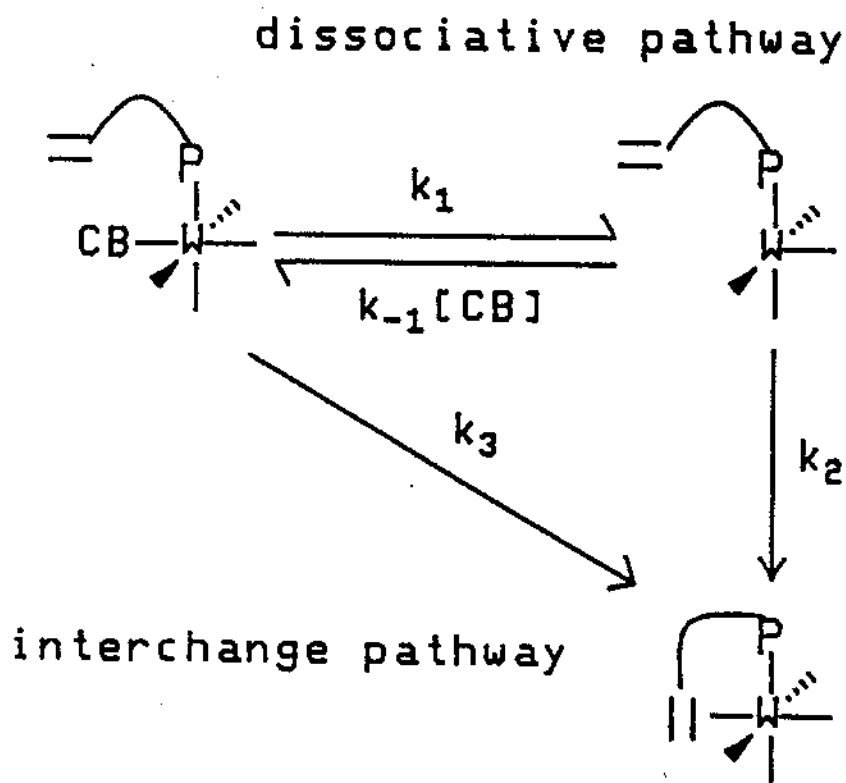 dissociative pathway
P
P
k₁
CB W
W
k₋₁[CB]
k₃
k₂
P
interchange pathway
W